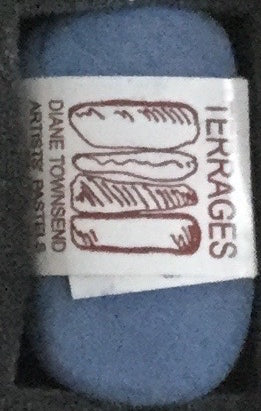 TERRAGES
DIANE TOWNSEND
ARTISTS' PASTELS